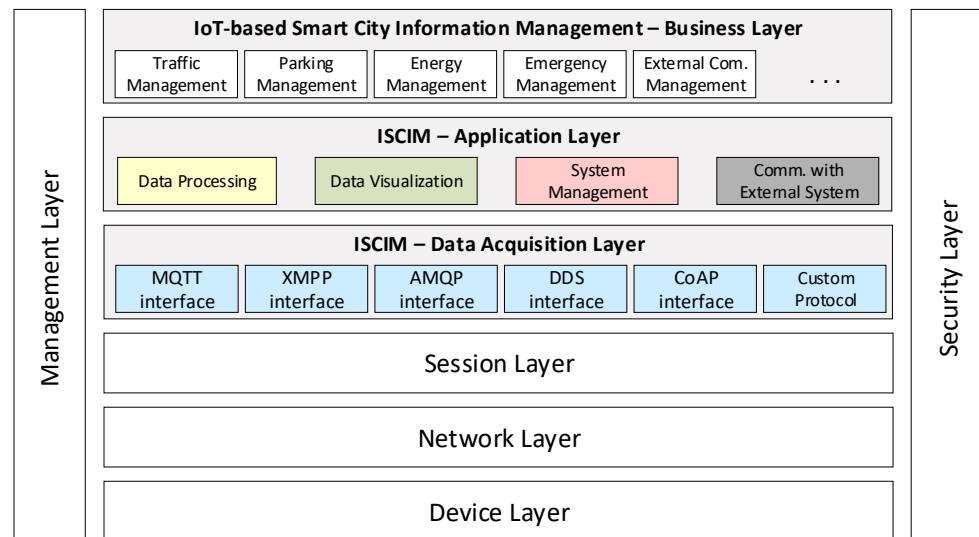 IoT-based Smart City Information Management – Business Layer
Traffic
Management
Parking
Management
Energy
Management
Emergency
Management
External Com.
Management
. . .
ISCIM – Application Layer
Data Processing
Data Visualization
System
Management
Comm. with
External System
ISCIM – Data Acquisition Layer
MQTT
interface
XMPP
interface
AMQP
interface
DDS
interface
CoAP
interface
Custom
Protocol
Session Layer
Network Layer
Device Layer
Management Layer
Security Layer